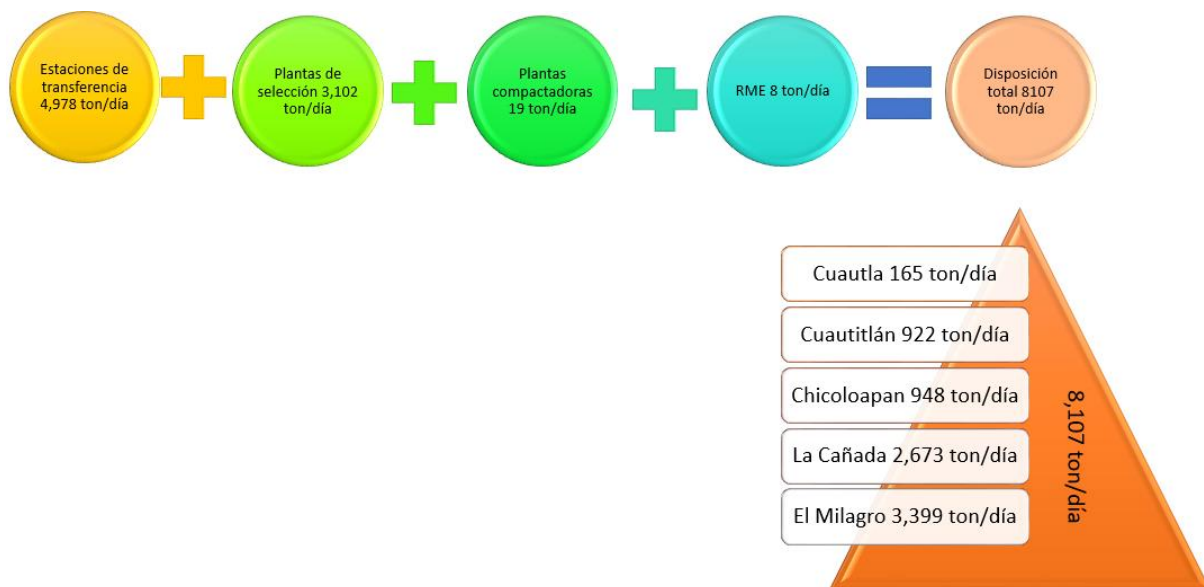 Estaciones de
transferencia
4,978 ton/día
Plantas de
selección 3,102
ton/día
Plantas
compactadoras
19 ton/día
RME 8 ton/día
Disposición
total 8107
ton/día
Cuautla 165 ton/día
Cuautitlán 922 ton/día
Chicoloapan 948 ton/día
La Cañada 2,673 ton/día
El Milagro 3,399 ton/día
8,107 ton/día